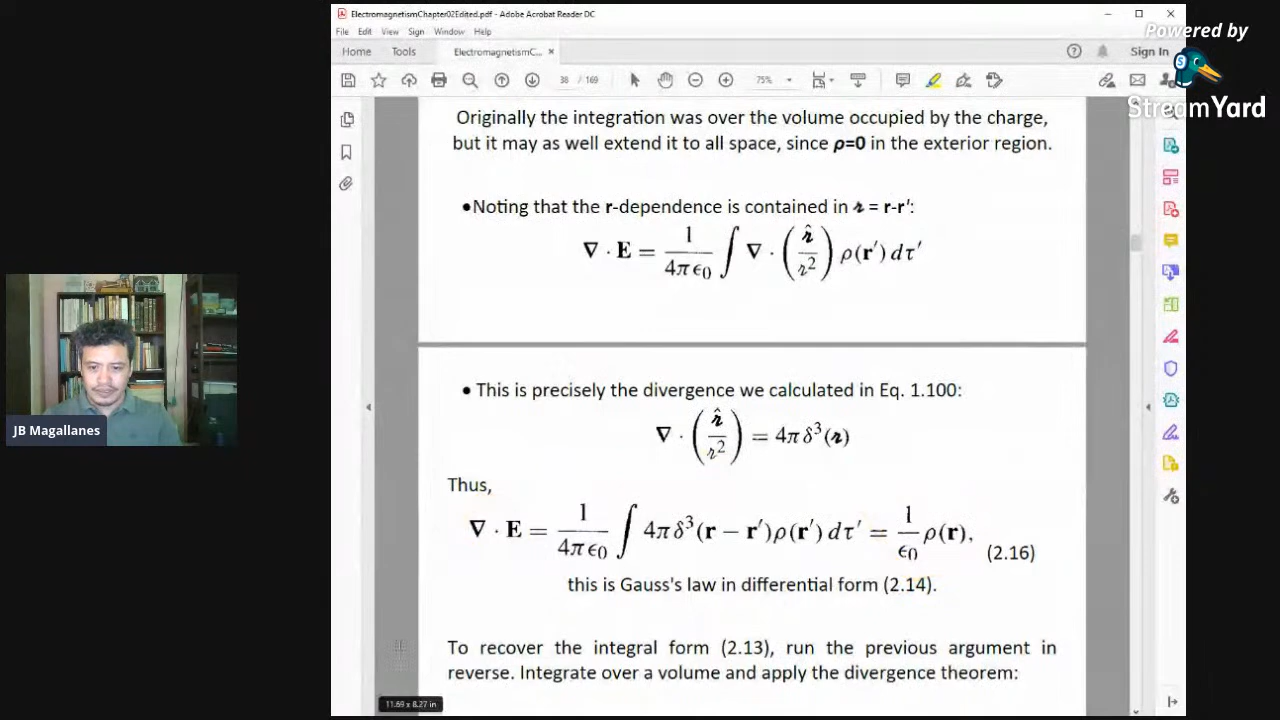 ElectromagnetismChapter02Edited.pdf - Adobe Acrobat Reader DC
File Edit View Sign Window Help
Home Tools ElectromagnetismC... × Sign In
38 / 169 75%
Powered by
StreamYard
Originally the integration was over the volume occupied by the charge,
but it may as well extend it to all space, since ρ=0 in the exterior region.
•Noting that the r-dependence is contained in 𝓇 = r-r′:
∇ · E = 1/4πϵ₀ ∫ ∇ · (𝓇̂/𝓇²) ρ(r′) dτ′
• This is precisely the divergence we calculated in Eq. 1.100:
∇ · (𝓇̂/𝓇²) = 4πδ³(𝓇)
Thus,
∇ · E = 1/4πϵ₀ ∫ 4πδ³(r − r′)ρ(r′) dτ′ = 1/ϵ₀ ρ(r), (2.16)
this is Gauss's law in differential form (2.14).
To recover the integral form (2.13), run the previous argument in
reverse. Integrate over a volume and apply the divergence theorem:
11.69 x 8.27 in
JB Magallanes